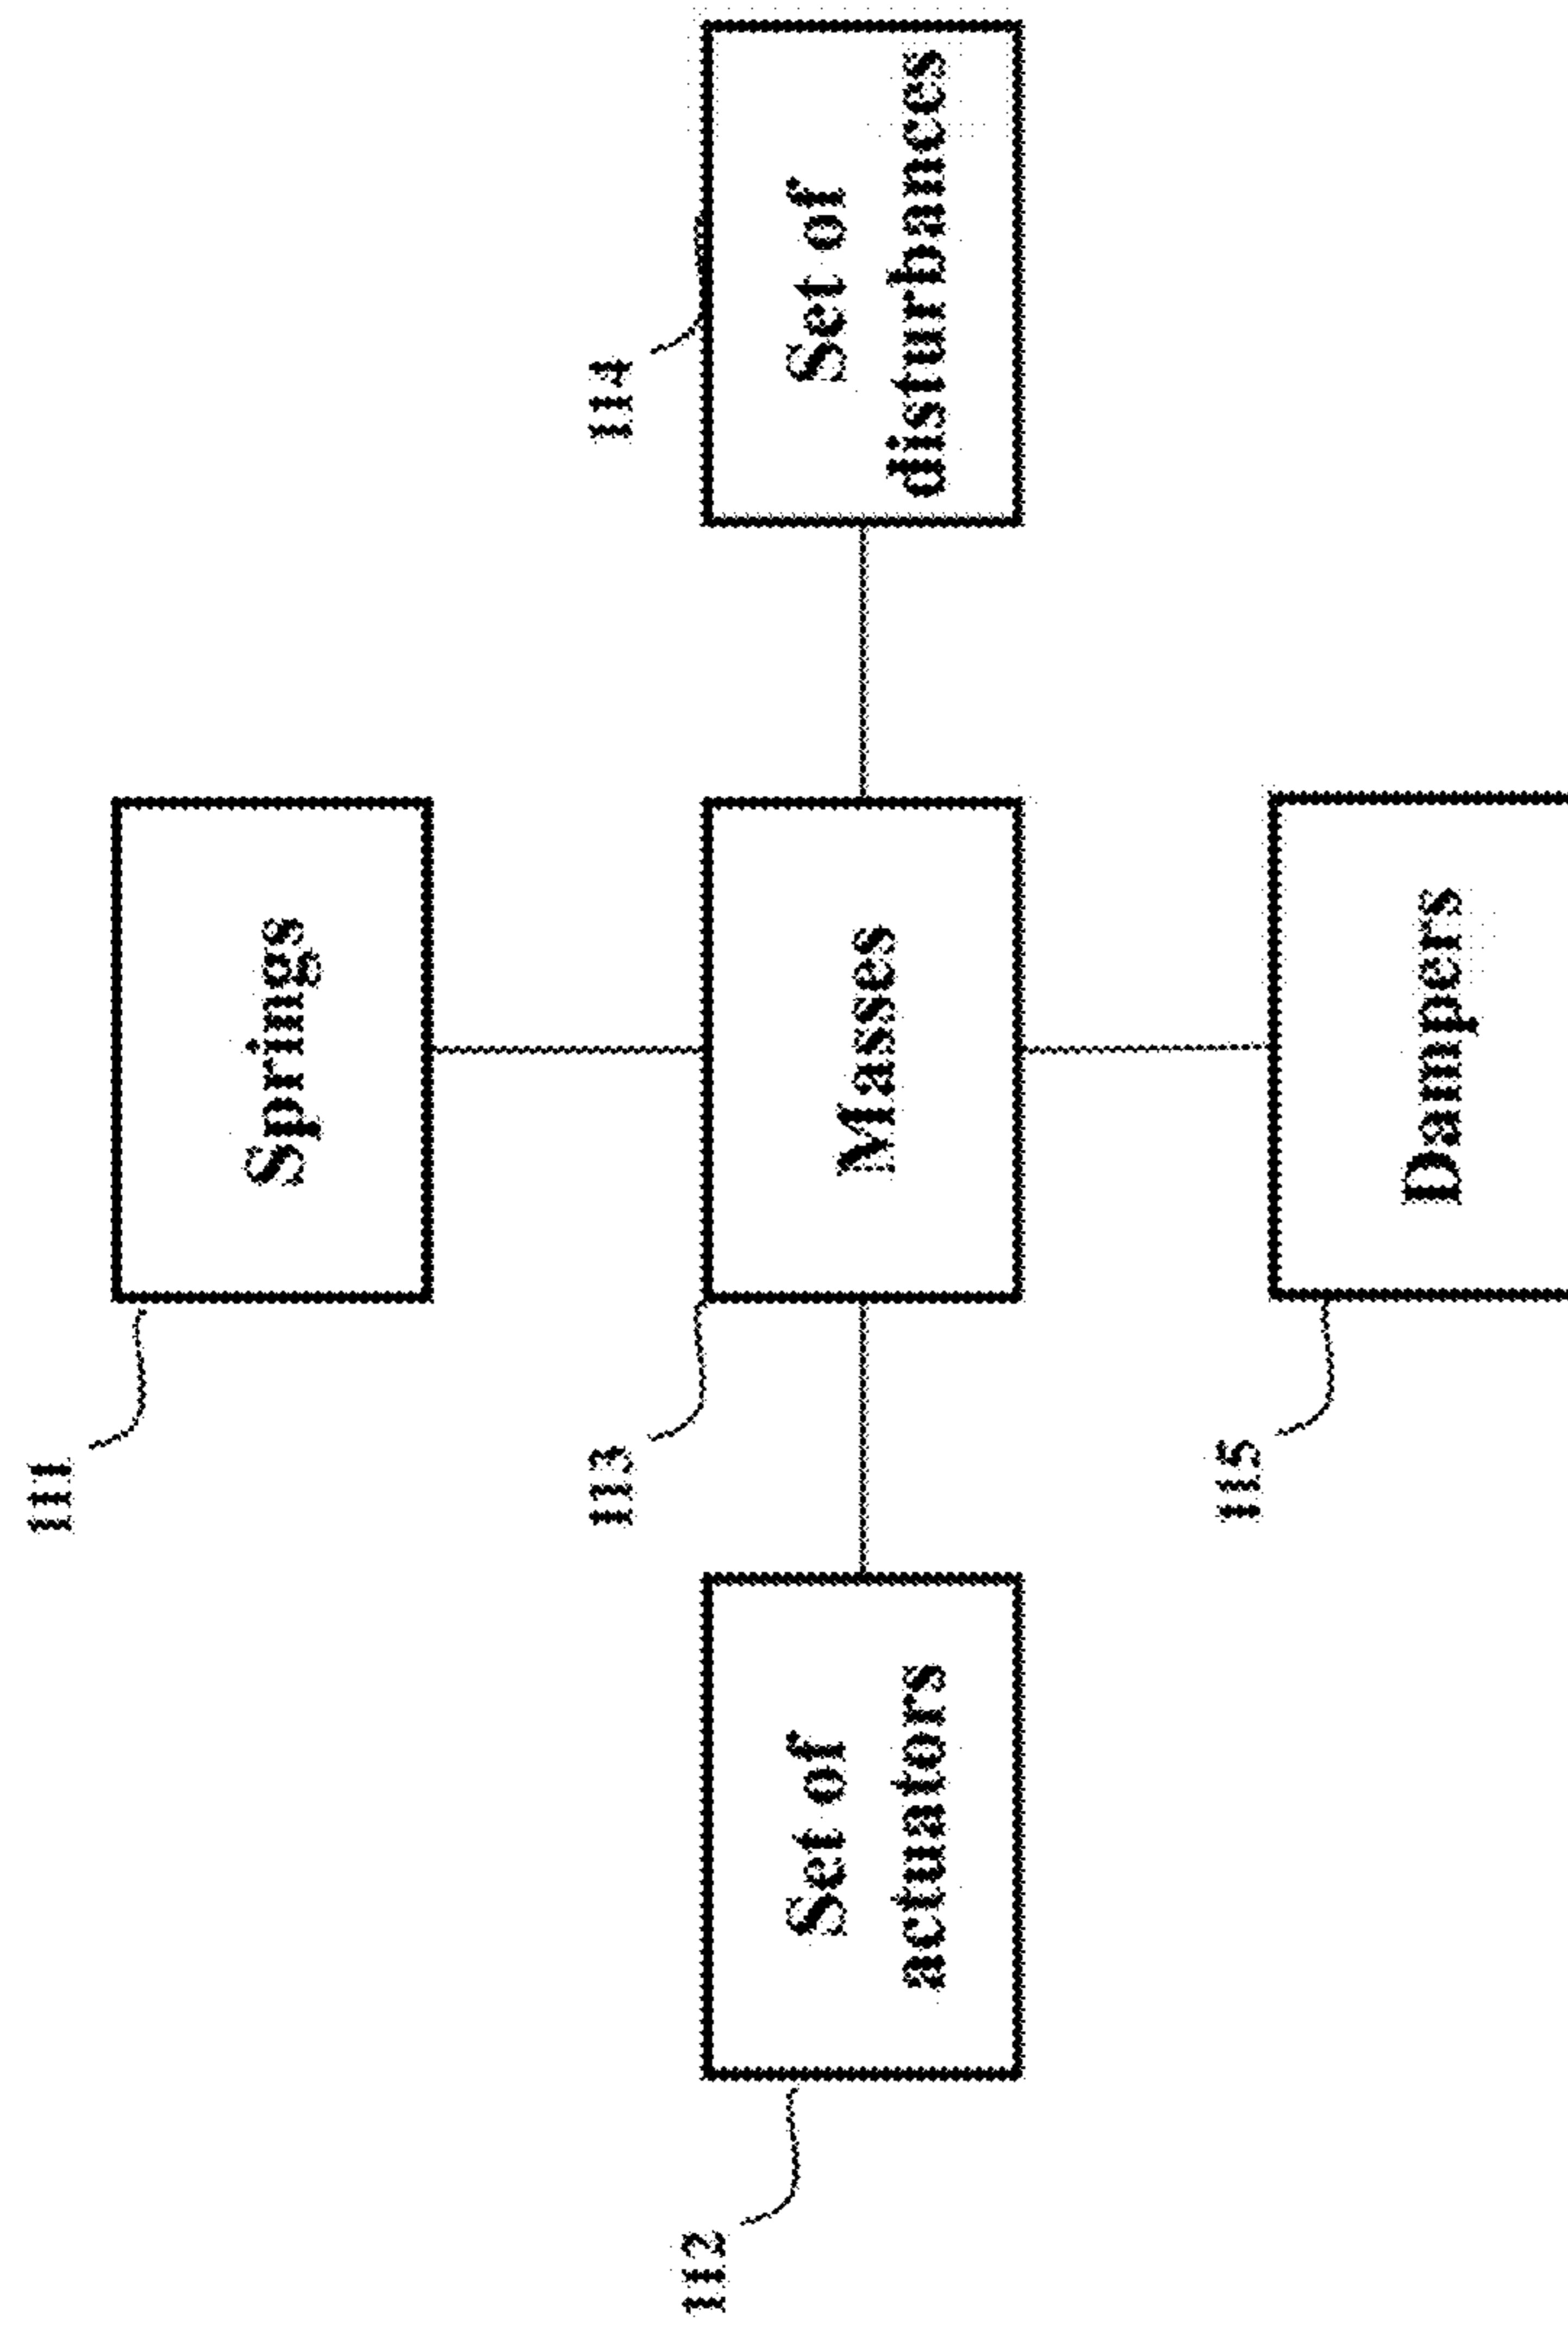 111
Springs
114
Set of
disturbances
113
Masses
112
Set of
actuators
115
Dampers